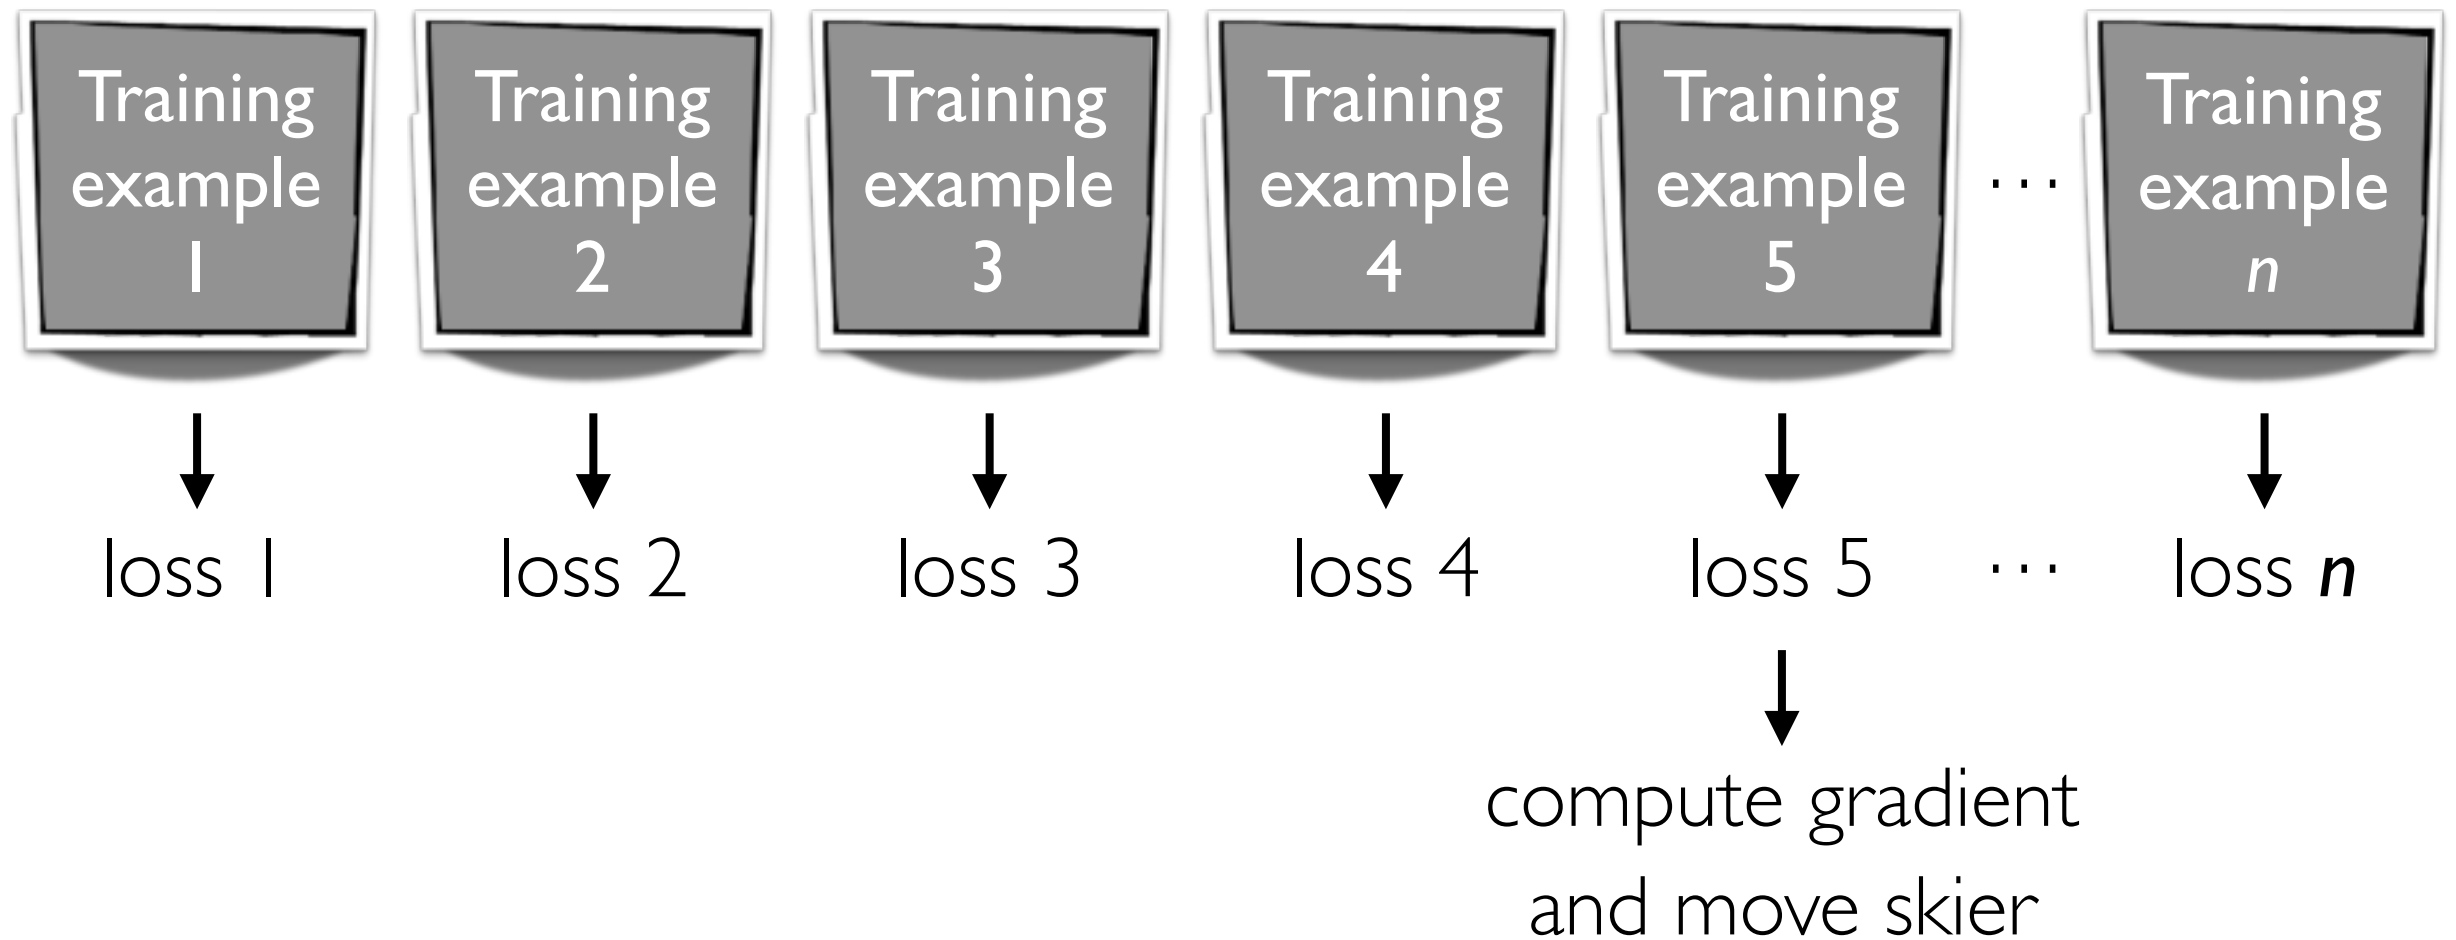 Training
example
1
Training
example
2
Training
example
3
Training
example
4
Training
example
5
...
Training
example
n
loss 1
loss 2
loss 3
loss 4
loss 5
...
loss n
compute gradient
and move skier